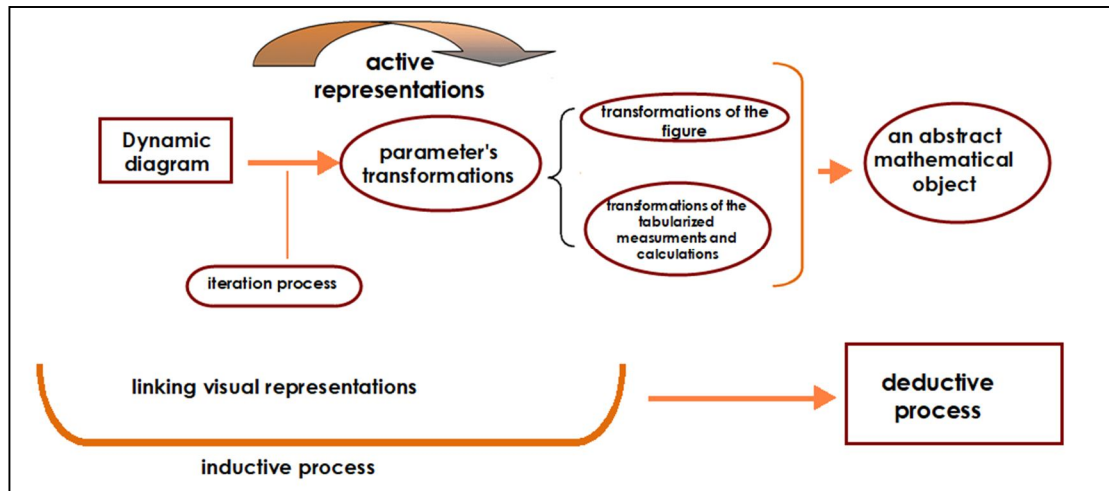 active
representations
Dynamic
diagram
parameter's
transformations
transformations of the
figure
transformations of the
tabularized
measurments and
calculations
an abstract
mathematical
object
iteration process
linking visual representations
inductive process
deductive
process